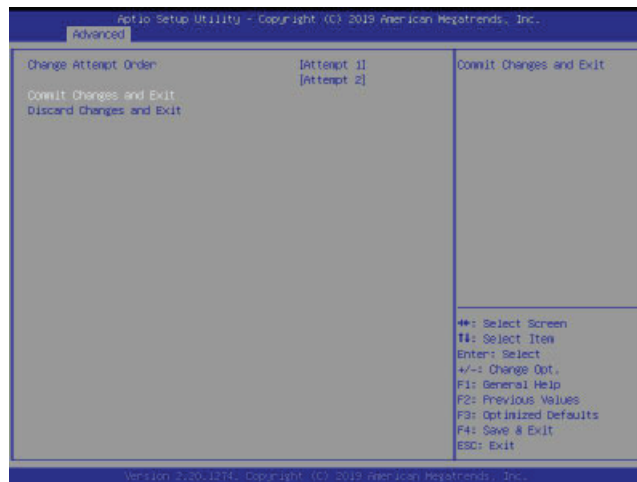 Aptio Setup Utility - Copyright (C) 2019 American Megatrends, Inc.
Advanced
Change Attempt Order [Attempt 1]
[Attempt 2]
Commit Changes and Exit
Discard Changes and Exit
Commit Changes and Exit
↔: Select Screen
↑↓: Select Item
Enter: Select
+/-: Change Opt.
F1: General Help
F2: Previous Values
F3: Optimized Defaults
F4: Save & Exit
ESC: Exit
Version 2.20.1274. Copyright (C) 2019 American Megatrends, Inc.